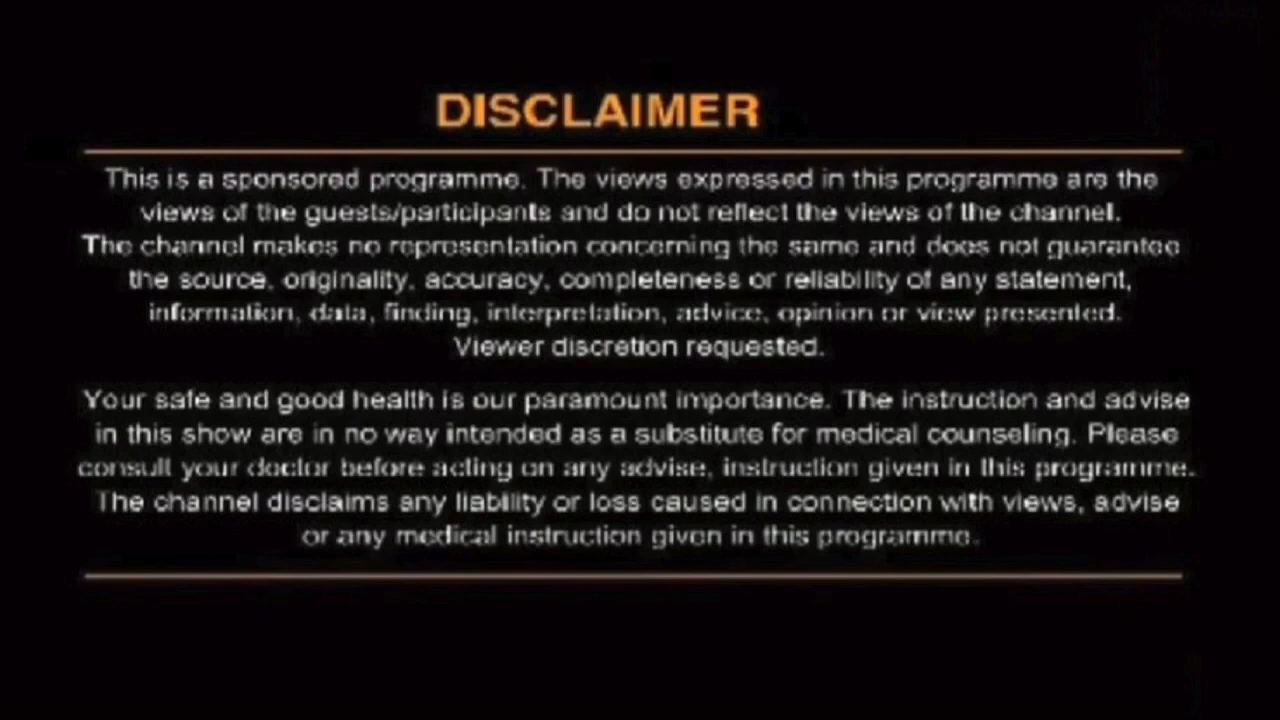 DISCLAIMER
This is a sponsored programme. The views expressed in this programme are the
views of the guests/participants and do not reflect the views of the channel.
The channel makes no representation concerning the same and does not guarantee
the source, originality, accuracy, completeness or reliability of any statement,
information, data, finding, interpretation, advice, opinion or view presented.
Viewer discretion requested.
Your safe and good health is our paramount importance. The instruction and advise
in this show are in no way intended as a substitute for medical counseling. Please
consult your doctor before acting on any advise, instruction given in this programme.
The channel disclaims any liability or loss caused in connection with views, advise
or any medical instruction given in this programme.